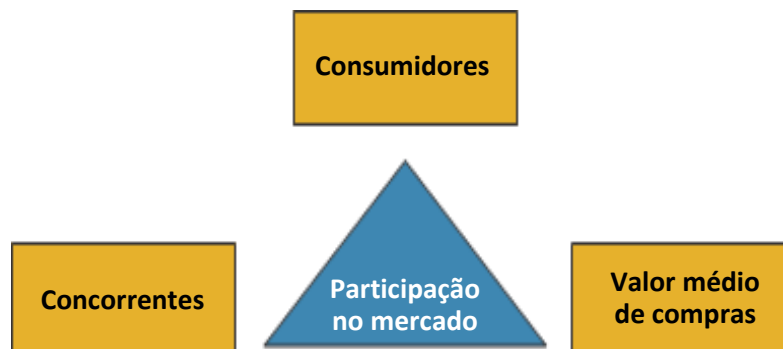 Consumidores
Concorrentes
Participação
no mercado
Valor médio
de compras